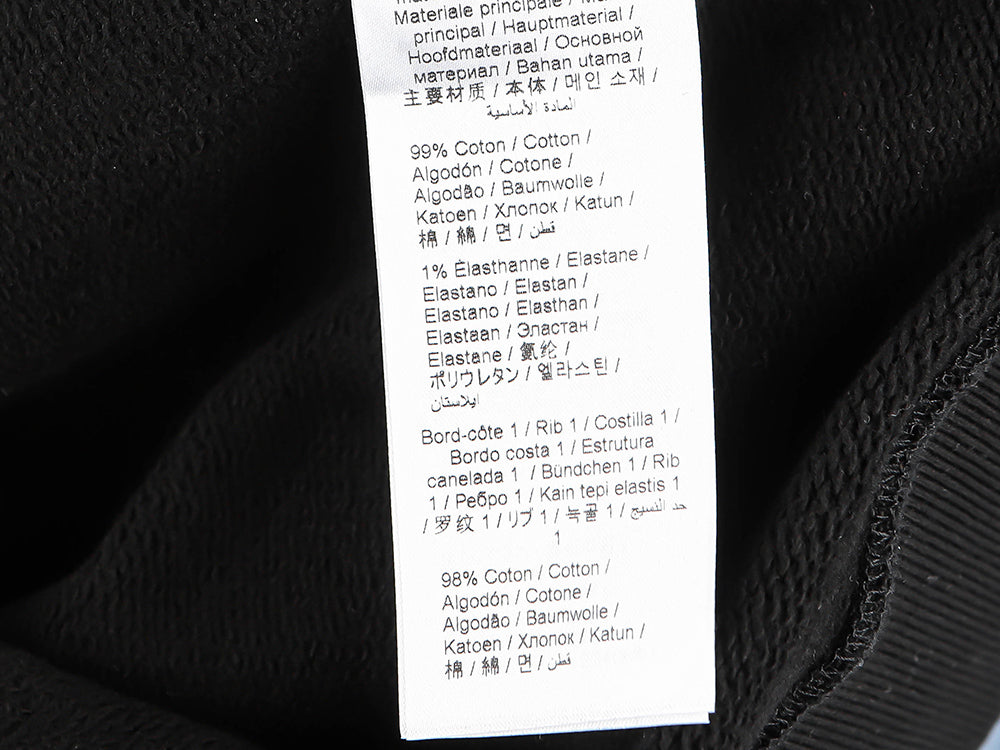 Materiale principale /
principal / Hauptmaterial /
Hoofdmateriaal / Основной
материал / Bahan utama /
主要材质 / 本体 / 메인 소재 /
المادة الأساسية
99% Coton / Cotton /
Algodón / Cotone /
Algodão / Baumwolle /
Katoen / Хлопок / Katun /
棉 / 綿 / 면 / قطن
1% Élasthanne / Elastane /
Elastano / Elastan /
Elastano / Elasthan /
Elastaan / Эластан /
Elastane / 氨纶 /
ポリウレタン / 엘라스틴 /
ايلاستان
Bord-côte 1 / Rib 1 / Costilla 1 /
Bordo costa 1 / Estrutura
canelada 1 / Bündchen 1 / Rib
1 / Ребро 1 / Kain tepi elastis 1
/ 罗纹 1 / リブ 1 / 늑골 1 / حد النسيج
1
98% Coton / Cotton /
Algodón / Cotone /
Algodão / Baumwolle /
Katoen / Хлопок / Katun /
棉 / 綿 / 면 / قطن